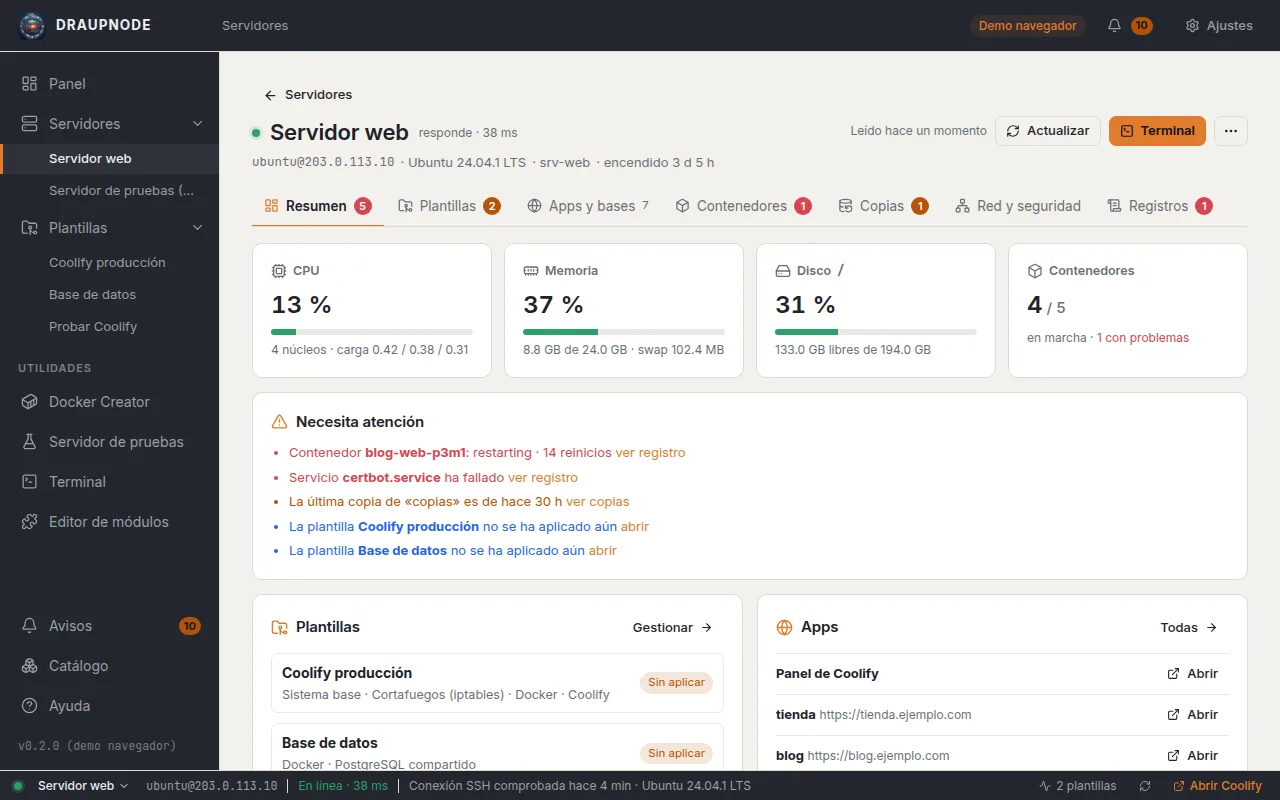 DRAUPNODE
Servidores
Demo navegador
10
Ajustes
Panel
Servidores
Servidor web
Servidor de pruebas (...
Plantillas
Coolify producción
Base de datos
Probar Coolify
UTILIDADES
Docker Creator
Servidor de pruebas
Terminal
Editor de módulos
Avisos 10
Catálogo
Ayuda
v0.2.0 (demo navegador)
← Servidores
Servidor web responde · 38 ms
Leído hace un momento
Actualizar
Terminal
ubuntu@203.0.113.10 · Ubuntu 24.04.1 LTS · srv-web · encendido 3 d 5 h
Resumen 5 Plantillas 2 Apps y bases 7 Contenedores 1 Copias 1 Red y seguridad Registros 1
CPU
13 %
4 núcleos · carga 0.42 / 0.38 / 0.31
Memoria
37 %
8.8 GB de 24.0 GB · swap 102.4 MB
Disco /
31 %
133.0 GB libres de 194.0 GB
Contenedores
4 / 5
en marcha · 1 con problemas
Necesita atención
• Contenedor blog-web-p3m1: restarting · 14 reinicios ver registro
• Servicio certbot.service ha fallado ver registro
• La última copia de «copias» es de hace 30 h ver copias
• La plantilla Coolify producción no se ha aplicado aún abrir
• La plantilla Base de datos no se ha aplicado aún abrir
Plantillas
Gestionar →
Coolify producción
Sistema base · Cortafuegos (iptables) · Docker · Coolify
Sin aplicar
Base de datos
Docker · PostgreSQL compartido
Sin aplicar
Apps
Todas →
Panel de Coolify Abrir
tienda https://tienda.ejemplo.com Abrir
blog https://blog.ejemplo.com Abrir
Servidor web ubuntu@203.0.113.10 | En línea · 38 ms | Conexión SSH comprobada hace 4 min · Ubuntu 24.04.1 LTS
2 plantillas
Abrir Coolify